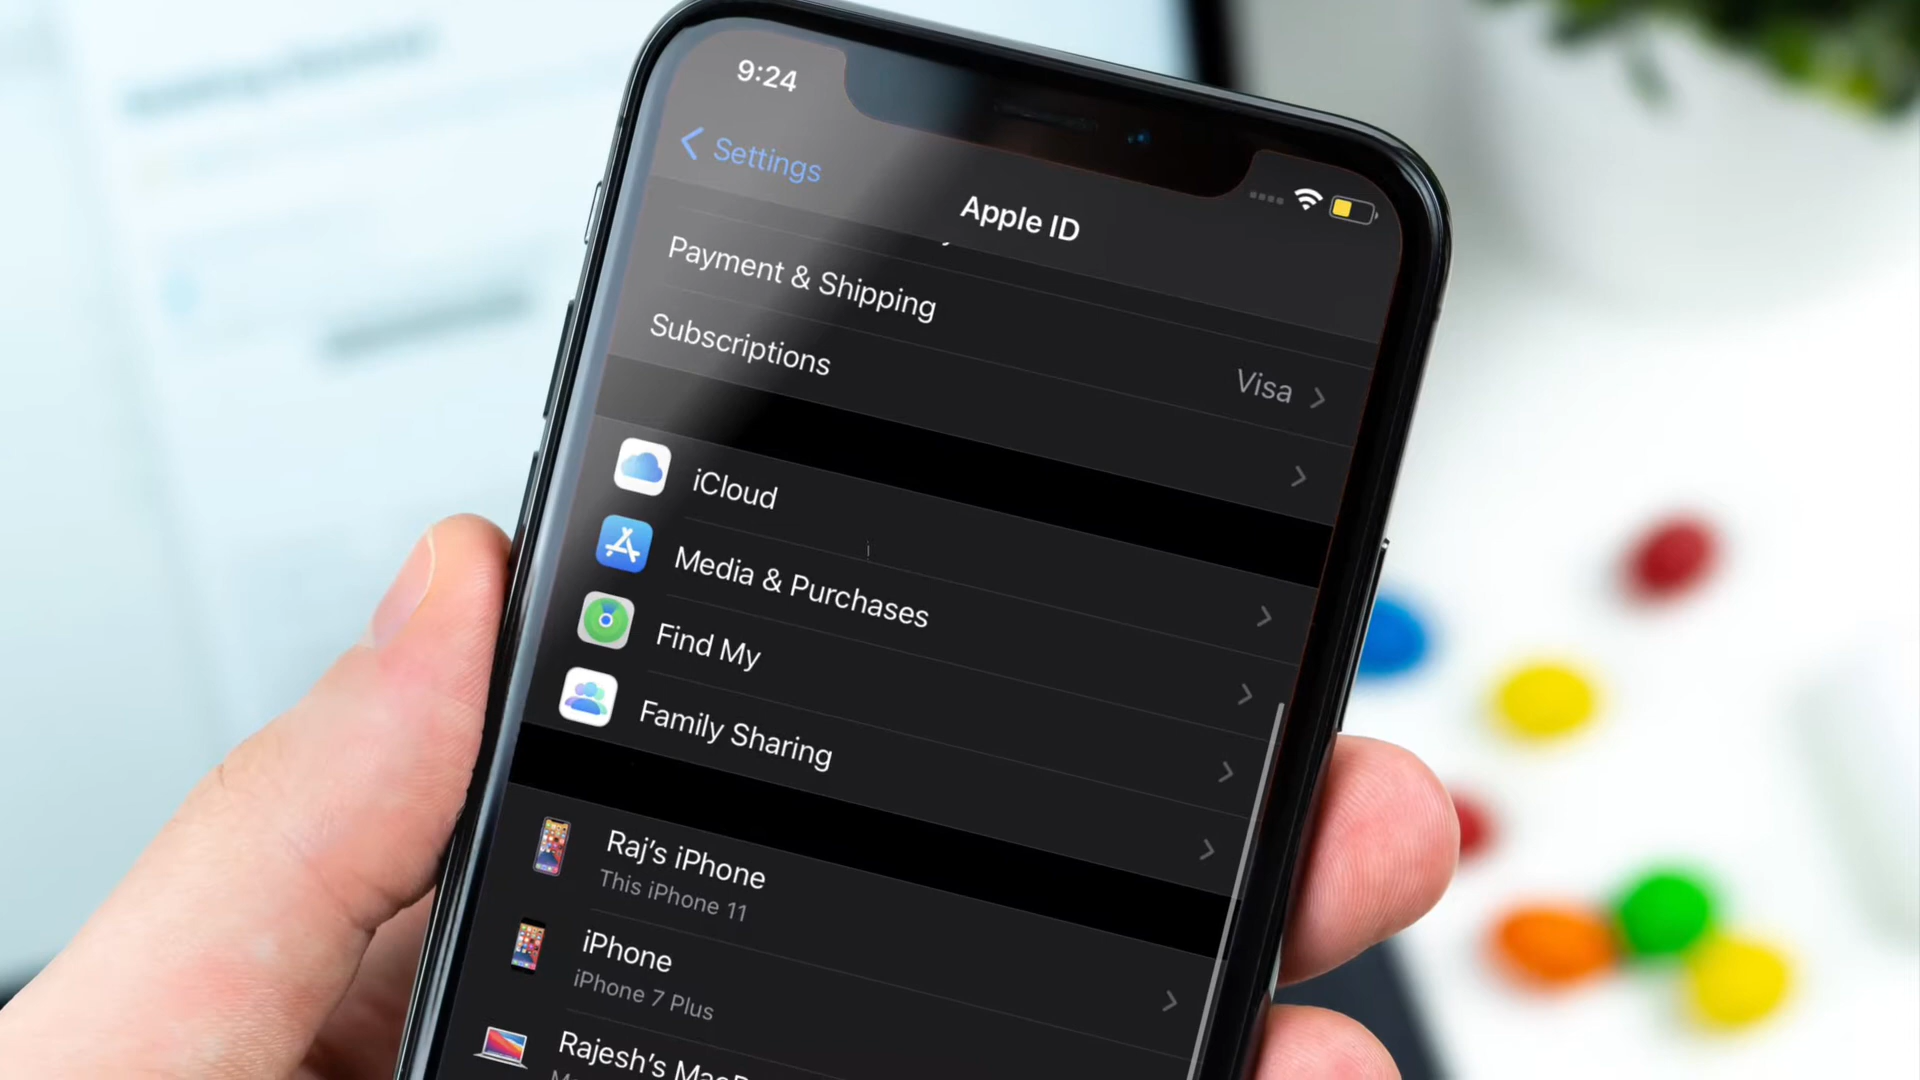 9:24
Settings
Apple ID
Payment & Shipping
Visa
Subscriptions
iCloud
Media & Purchases
Find My
Family Sharing
Raj's iPhone
This iPhone 11
iPhone
iPhone 7 Plus
Rajesh's